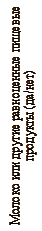 Молоко или другие равноценные пищевые
продукты (да/нет)